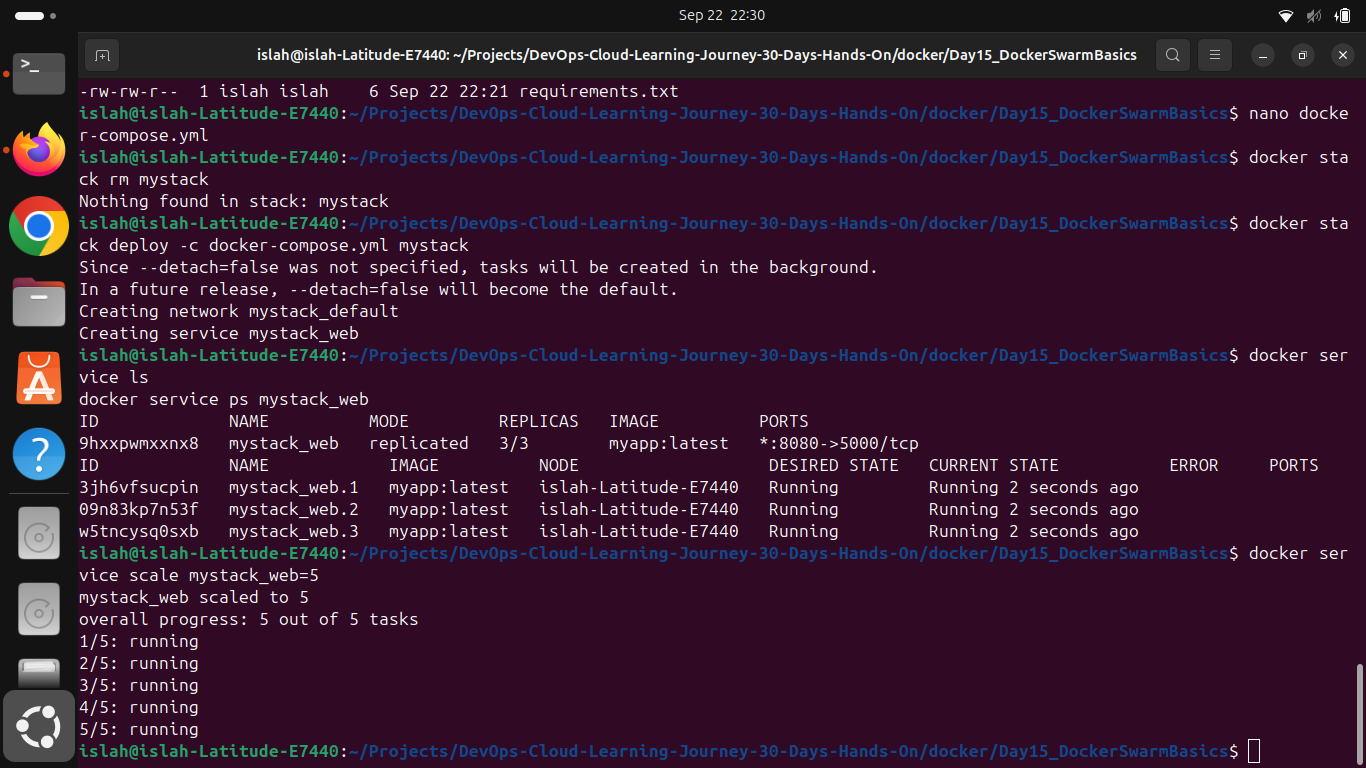 Sep 22 22:30
islah@islah-Latitude-E7440: ~/Projects/DevOps-Cloud-Learning-Journey-30-Days-Hands-On/docker/Day15_DockerSwarmBasics
-rw-rw-r--  1 islah islah    6 Sep 22 22:21 requirements.txt
islah@islah-Latitude-E7440:~/Projects/DevOps-Cloud-Learning-Journey-30-Days-Hands-On/docker/Day15_DockerSwarmBasics$ nano docke
r-compose.yml
islah@islah-Latitude-E7440:~/Projects/DevOps-Cloud-Learning-Journey-30-Days-Hands-On/docker/Day15_DockerSwarmBasics$ docker sta
ck rm mystack
Nothing found in stack: mystack
islah@islah-Latitude-E7440:~/Projects/DevOps-Cloud-Learning-Journey-30-Days-Hands-On/docker/Day15_DockerSwarmBasics$ docker sta
ck deploy -c docker-compose.yml mystack
Since --detach=false was not specified, tasks will be created in the background.
In a future release, --detach=false will become the default.
Creating network mystack_default
Creating service mystack_web
islah@islah-Latitude-E7440:~/Projects/DevOps-Cloud-Learning-Journey-30-Days-Hands-On/docker/Day15_DockerSwarmBasics$ docker ser
vice ls
docker service ps mystack_web
ID             NAME          MODE         REPLICAS   IMAGE          PORTS
9hxxpwmxxnx8   mystack_web   replicated   3/3        myapp:latest   *:8080->5000/tcp
ID             NAME            IMAGE          NODE                   DESIRED STATE   CURRENT STATE           ERROR     PORTS
3jh6vfsucpin   mystack_web.1   myapp:latest   islah-Latitude-E7440   Running         Running 2 seconds ago
09n83kp7n53f   mystack_web.2   myapp:latest   islah-Latitude-E7440   Running         Running 2 seconds ago
w5tncysq0sxb   mystack_web.3   myapp:latest   islah-Latitude-E7440   Running         Running 2 seconds ago
islah@islah-Latitude-E7440:~/Projects/DevOps-Cloud-Learning-Journey-30-Days-Hands-On/docker/Day15_DockerSwarmBasics$ docker ser
vice scale mystack_web=5
mystack_web scaled to 5
overall progress: 5 out of 5 tasks
1/5: running
2/5: running
3/5: running
4/5: running
5/5: running
islah@islah-Latitude-E7440:~/Projects/DevOps-Cloud-Learning-Journey-30-Days-Hands-On/docker/Day15_DockerSwarmBasics$